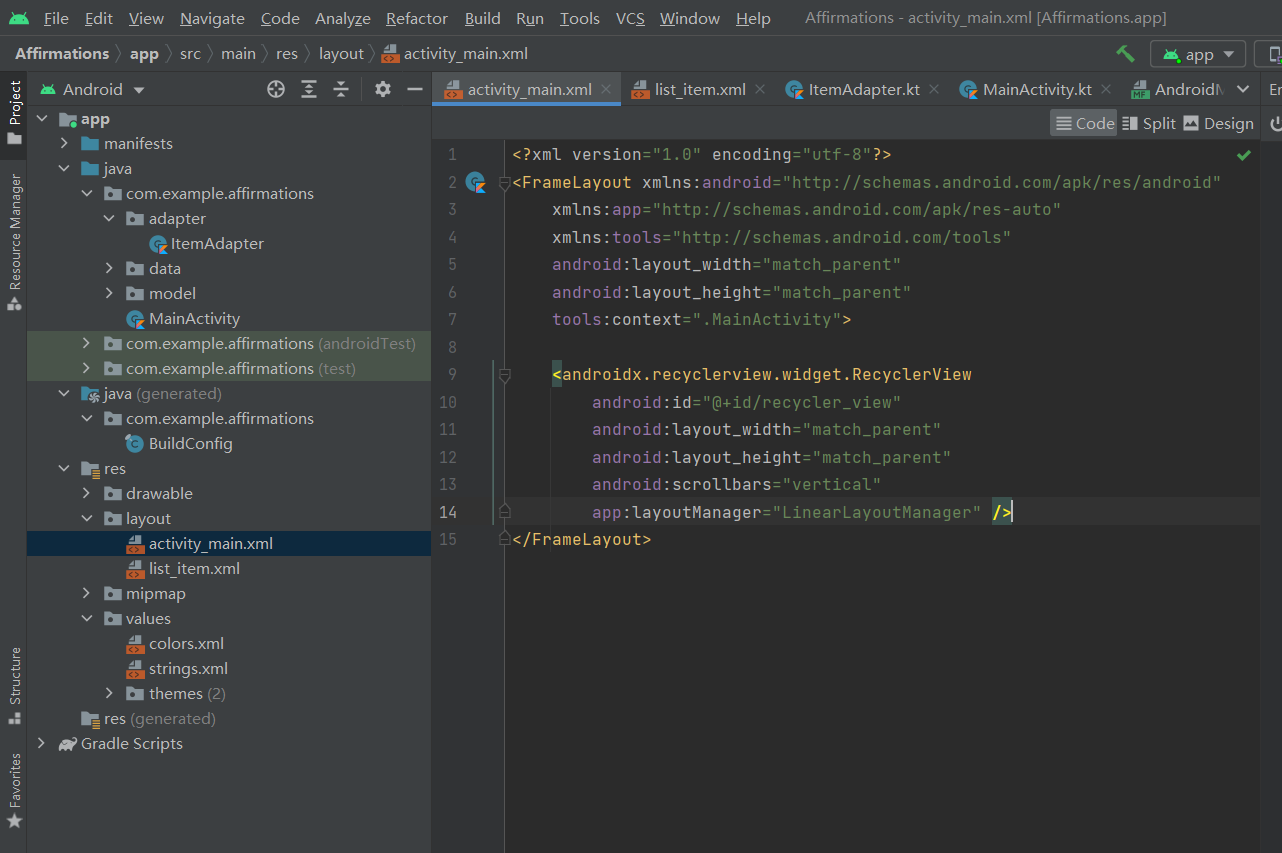 File Edit View Navigate Code Analyze Refactor Build Run Tools VCS Window Help Affirmations - activity_main.xml [Affirmations.app]
Affirmations app src main res layout activity_main.xml app
Project
Resource Manager
Structure
Favorites
Android
app
manifests
java
com.example.affirmations
adapter
ItemAdapter
data
model
MainActivity
com.example.affirmations (androidTest)
com.example.affirmations (test)
java (generated)
com.example.affirmations
BuildConfig
res
drawable
layout
activity_main.xml
list_item.xml
mipmap
values
colors.xml
strings.xml
themes (2)
res (generated)
Gradle Scripts
activity_main.xml list_item.xml ItemAdapter.kt MainActivity.kt
Code Split Design
1 <?xml version="1.0" encoding="utf-8"?>
2 <FrameLayout xmlns:android="http://schemas.android.com/apk/res/android"
3 xmlns:app="http://schemas.android.com/apk/res-auto"
4 xmlns:tools="http://schemas.android.com/tools"
5 android:layout_width="match_parent"
6 android:layout_height="match_parent"
7 tools:context=".MainActivity">
8
9 <androidx.recyclerview.widget.RecyclerView
10 android:id="@+id/recycler_view"
11 android:layout_width="match_parent"
12 android:layout_height="match_parent"
13 android:scrollbars="vertical"
14 app:layoutManager="LinearLayoutManager" />
15 </FrameLayout>